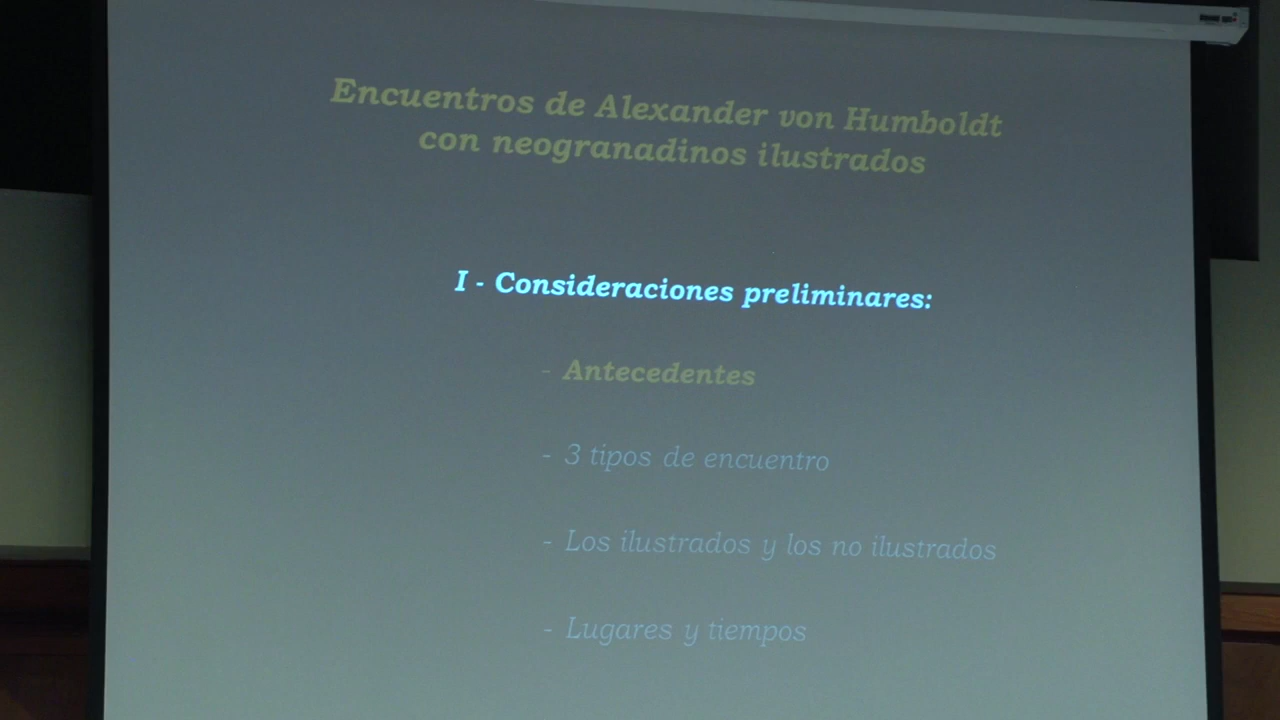 Encuentros de Alexander von Humboldt
con neogranadinos ilustrados
I - Consideraciones preliminares:
- Antecedentes
- 3 tipos de encuentro
- Los ilustrados y los no ilustrados
- Lugares y tiempos